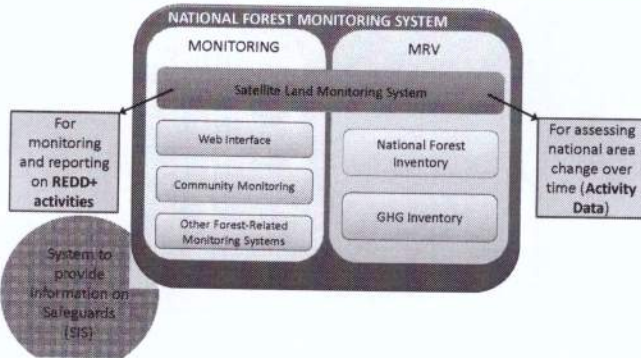 NATIONAL FOREST MONITORING SYSTEM
MONITORING
MRV
Satellite Land Monitoring System
For
monitoring
and reporting
on REDD+
activities
Web Interface
Community Monitoring
Other Forest-Related
Monitoring Systems
National Forest
Inventory
GHG Inventory
For assessing
national area
change over
time (Activity
Data)
System to
provide
information on
Safeguards
(SIS)